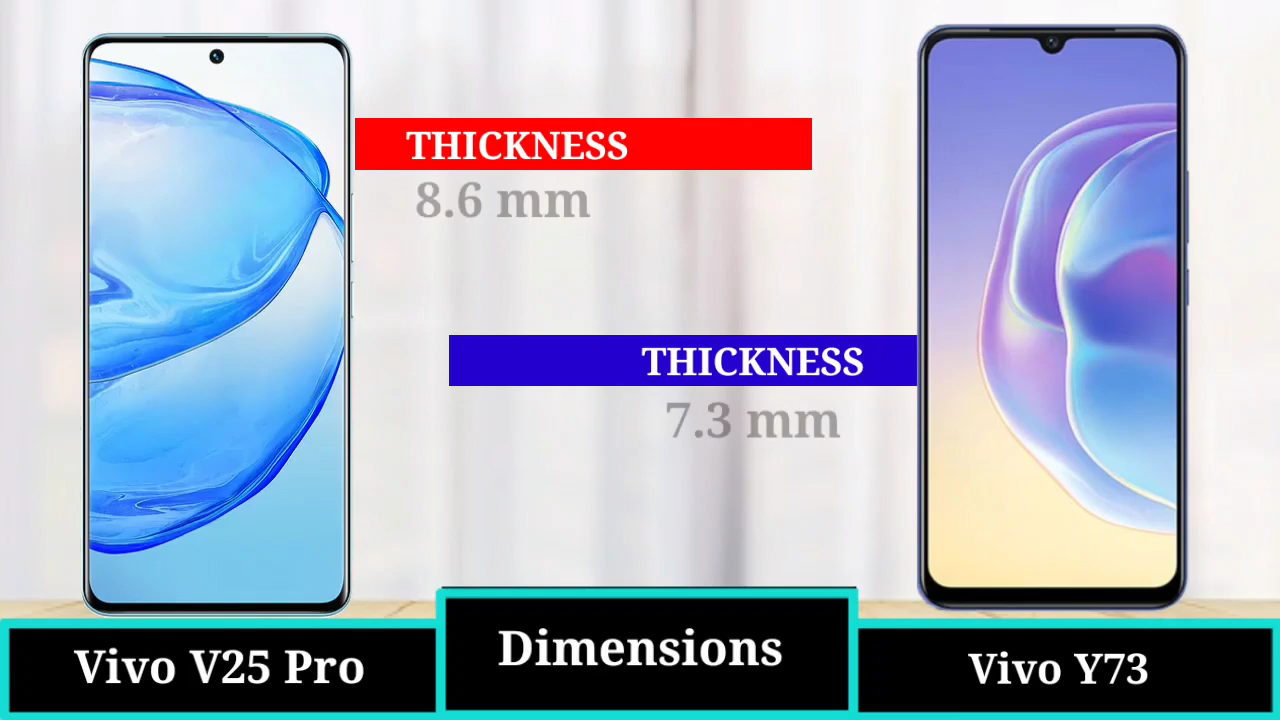 THICKNESS
8.6 mm
THICKNESS
7.3 mm
Vivo V25 Pro
Dimensions
Vivo Y73